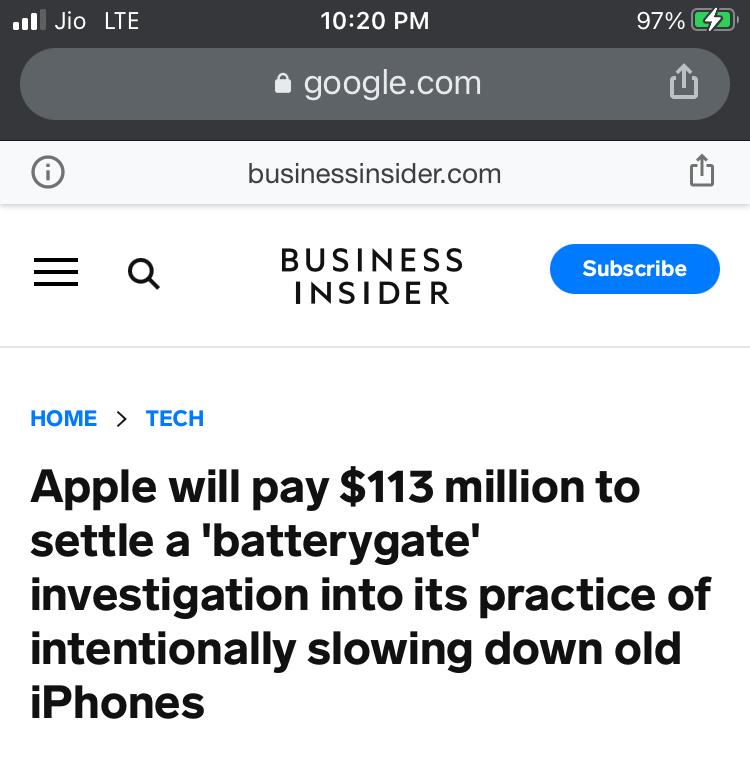 Jio LTE 10:20 PM 97%
google.com
businessinsider.com
BUSINESS
INSIDER
Subscribe
HOME > TECH
Apple will pay $113 million to
settle a 'batterygate'
investigation into its practice of
intentionally slowing down old
iPhones